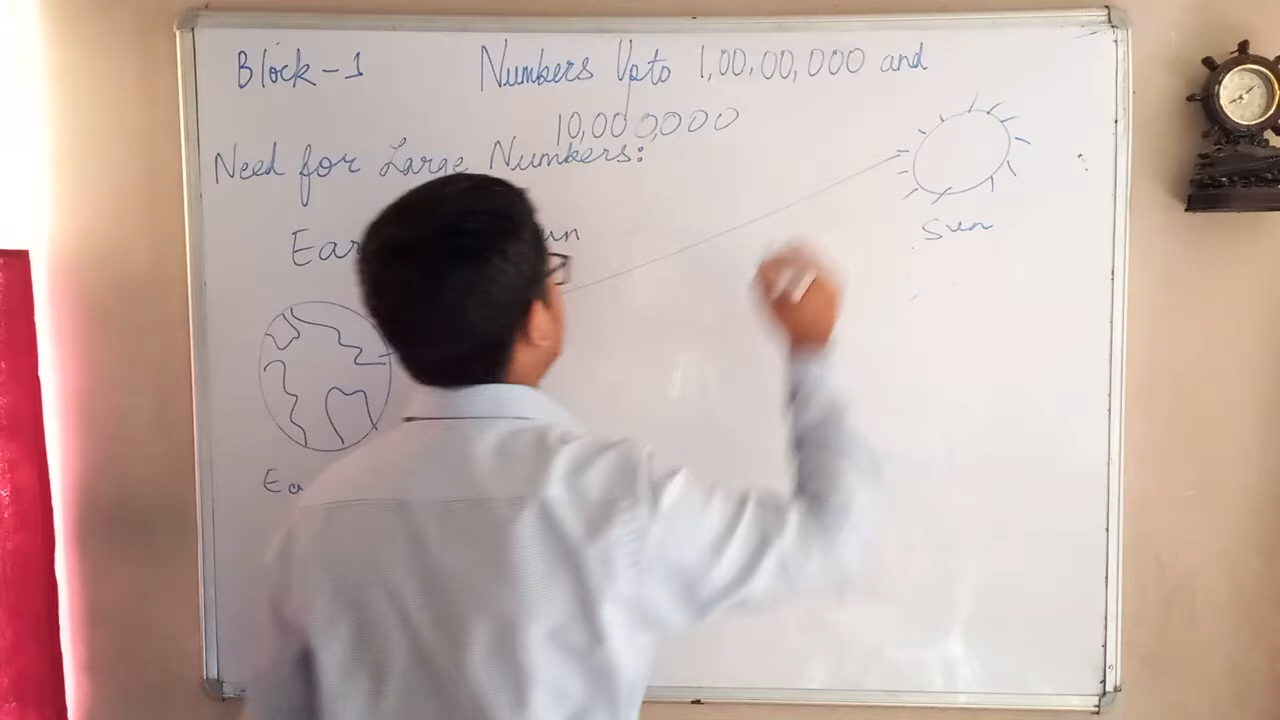 Block-1 Numbers Upto 1,00,00,000 and
10,000,000
Need for Large Numbers:
Sun